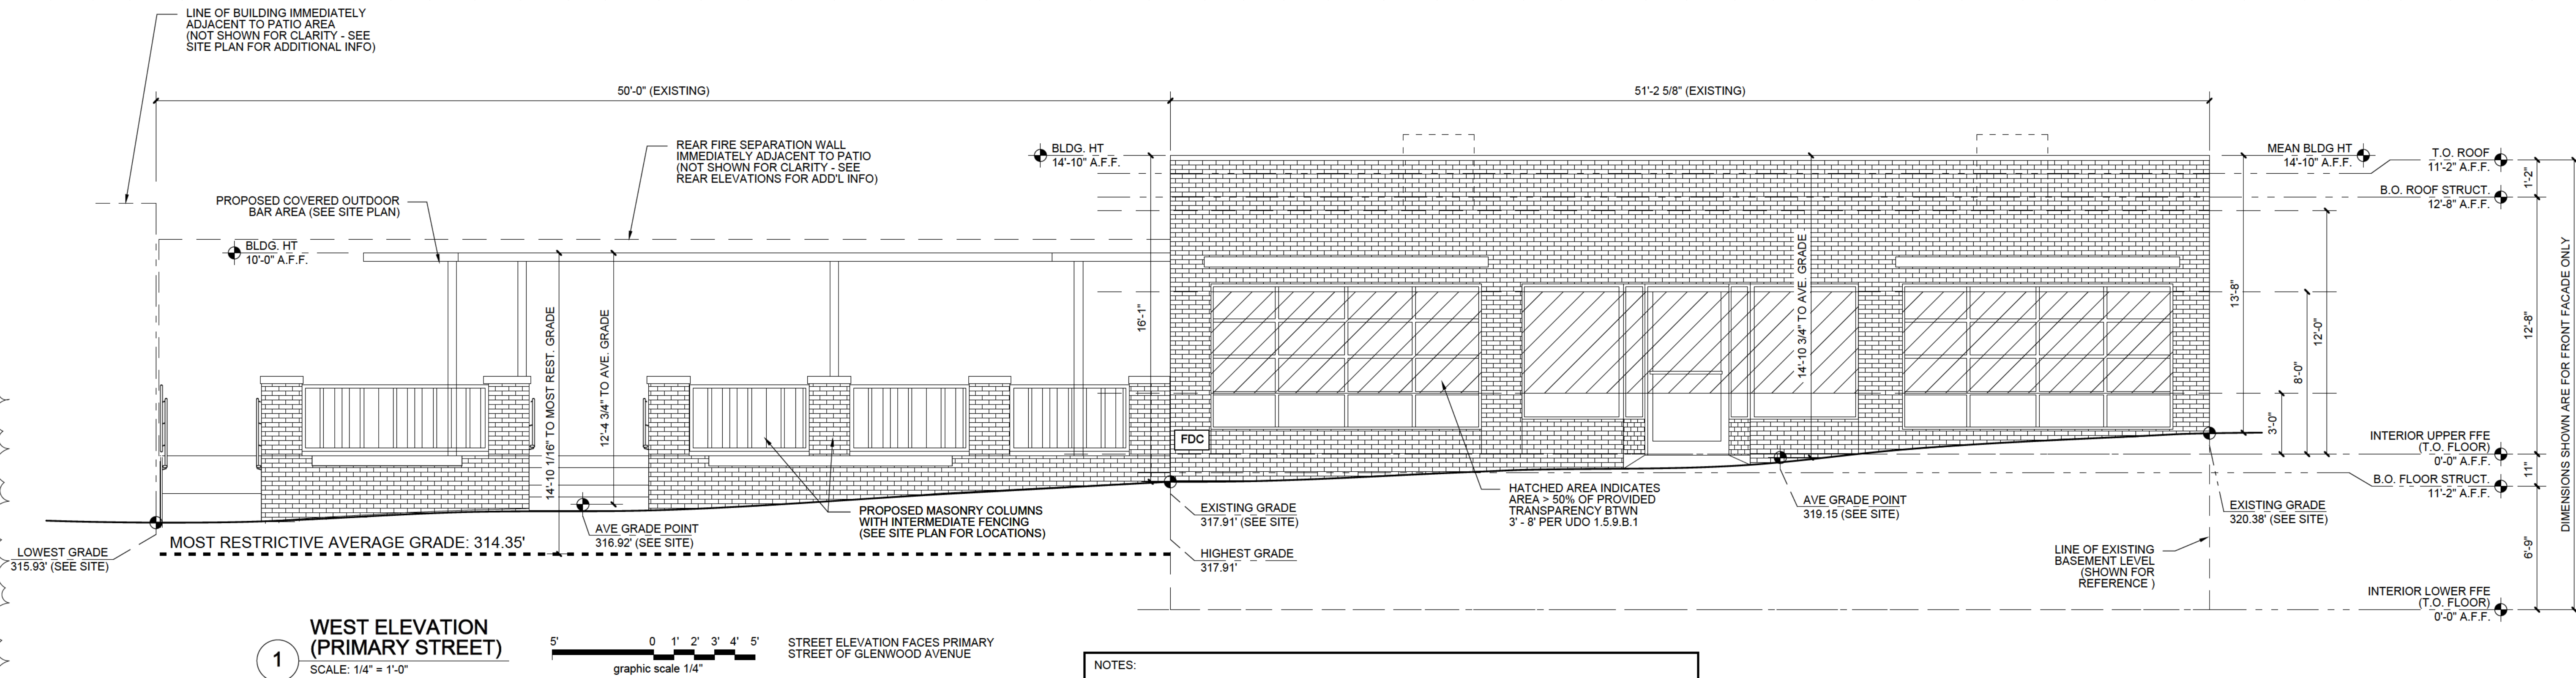 LINE OF BUILDING IMMEDIATELY
ADJACENT TO PATIO AREA
(NOT SHOWN FOR CLARITY - SEE
SITE PLAN FOR ADDITIONAL INFO)
50'-0" (EXISTING)
51'-2 5/8" (EXISTING)
REAR FIRE SEPARATION WALL
IMMEDIATELY ADJACENT TO PATIO
(NOT SHOWN FOR CLARITY - SEE
REAR ELEVATIONS FOR ADD'L INFO)
BLDG. HT
14'-10" A.F.F.
MEAN BLDG HT
14'-10" A.F.F.
T.O. ROOF
11'-2" A.F.F.
1'-2"
B.O. ROOF STRUCT.
12'-8" A.F.F.
PROPOSED COVERED OUTDOOR
BAR AREA (SEE SITE PLAN)
BLDG. HT
10'-0" A.F.F.
14'-10 1/16" TO MOST REST. GRADE
12'-4 3/4" TO AVE. GRADE
16'-1"
14'-10 3/4" TO AVE. GRADE
13'-8"
8'-0"
12'-0"
3'-0"
12'-8"
DIMENSIONS SHOWN ARE FOR FRONT FACADE ONLY
FDC
INTERIOR UPPER FFE
(T.O. FLOOR)
0'-0" A.F.F.
11"
B.O. FLOOR STRUCT.
11'-2" A.F.F.
HATCHED AREA INDICATES
AREA > 50% OF PROVIDED
TRANSPARENCY BTWN
3' - 8' PER UDO 1.5.9.B.1
AVE GRADE POINT
319.15 (SEE SITE)
EXISTING GRADE
320.38' (SEE SITE)
EXISTING GRADE
317.91' (SEE SITE)
PROPOSED MASONRY COLUMNS
WITH INTERMEDIATE FENCING
(SEE SITE PLAN FOR LOCATIONS)
AVE GRADE POINT
316.92' (SEE SITE)
MOST RESTRICTIVE AVERAGE GRADE: 314.35'
LOWEST GRADE
315.93' (SEE SITE)
HIGHEST GRADE
317.91'
LINE OF EXISTING
BASEMENT LEVEL
(SHOWN FOR
REFERENCE )
6'-9"
INTERIOR LOWER FFE
(T.O. FLOOR)
0'-0" A.F.F.
1
WEST ELEVATION
(PRIMARY STREET)
SCALE: 1/4" = 1'-0"
5' 0 1' 2' 3' 4' 5'
graphic scale 1/4"
STREET ELEVATION FACES PRIMARY
STREET OF GLENWOOD AVENUE
NOTES: